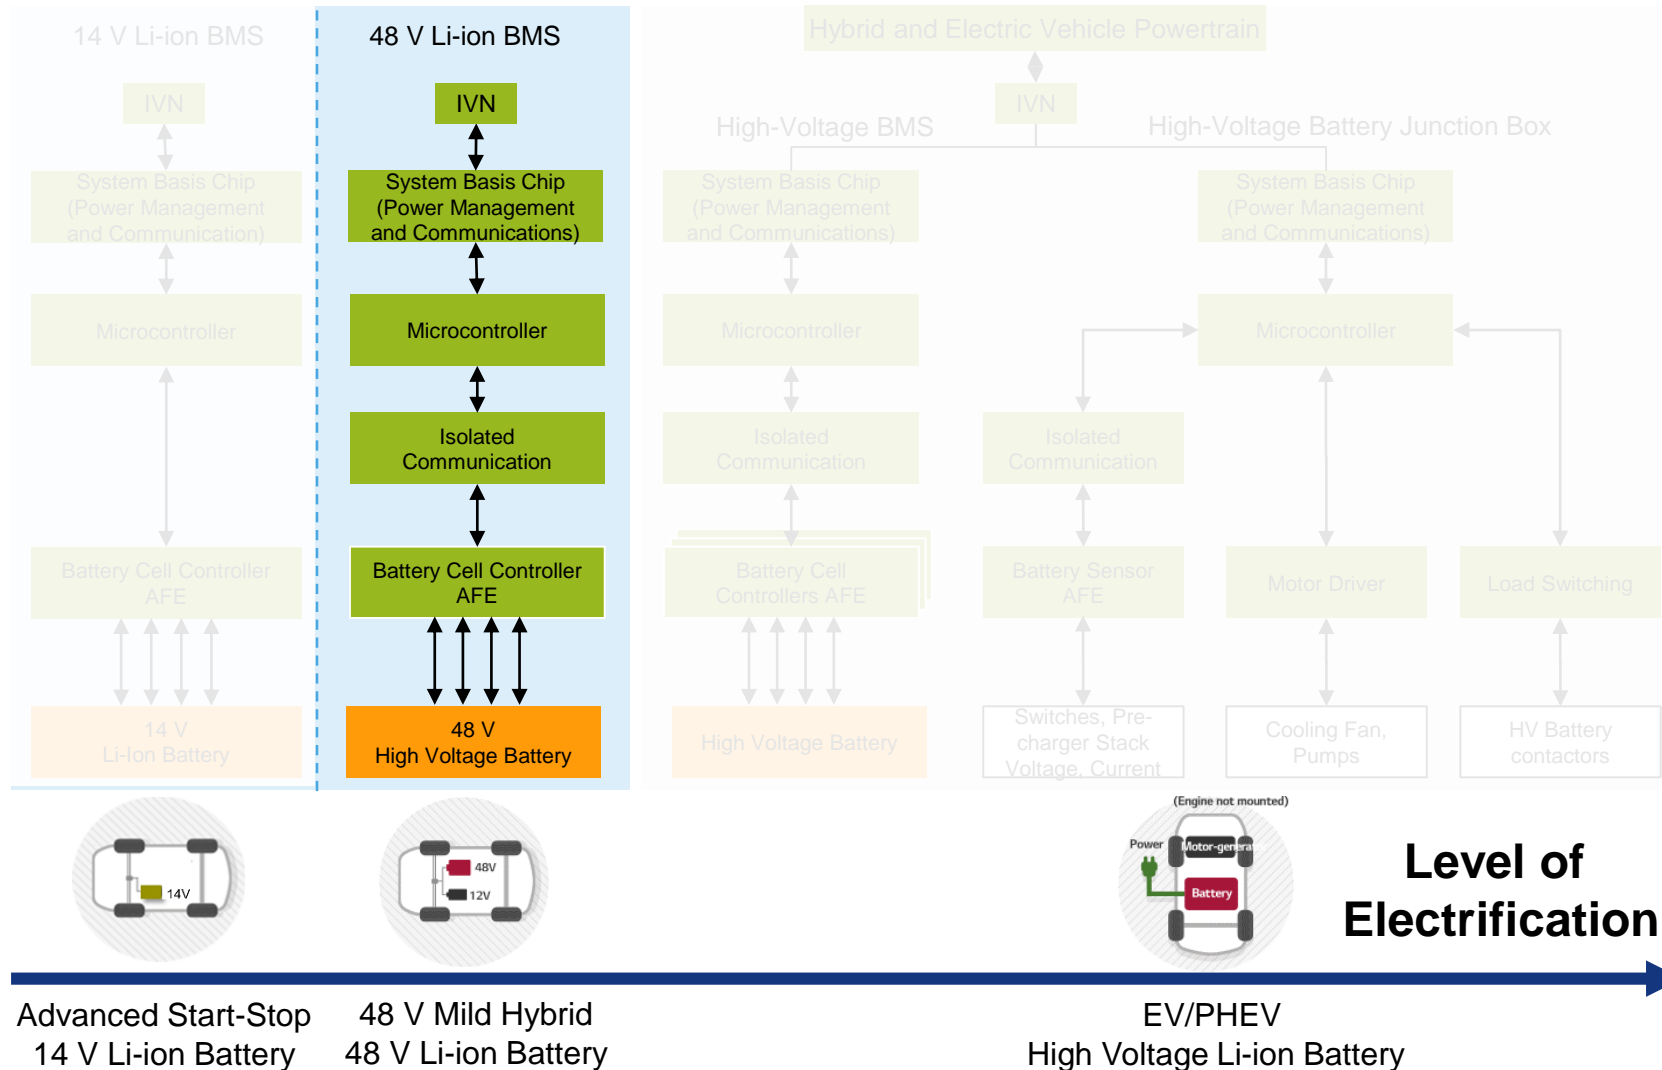 14 V Li-ion BMS
IVN
System Basis Chip
(Power Management
and Communication)
Microcontroller
Battery Cell Controller
AFE
14 V
Li-Ion Battery
48 V Li-ion BMS
IVN
System Basis Chip
(Power Management
and Communications)
Microcontroller
Isolated
Communication
Battery Cell Controller
AFE
48 V
High Voltage Battery
Hybrid and Electric Vehicle Powertrain
IVN
High-Voltage BMS
System Basis Chip
(Power Management
and Communications)
Microcontroller
Isolated
Communication
Battery Cell
Controllers AFE
High Voltage Battery
High-Voltage Battery Junction Box
System Basis Chip
(Power Management
and Communications)
Microcontroller
Isolated
Communication
Battery Sensor
AFE
Motor Driver
Load Switching
Switches, Pre-
charger Stack
Voltage, Current
Cooling Fan,
Pumps
HV Battery
contactors
14V
48V
12V
(Engine not mounted)
Power
Motor-generat
Battery
Level of
Electrification
Advanced Start-Stop
14 V Li-ion Battery
48 V Mild Hybrid
48 V Li-ion Battery
EV/PHEV
High Voltage Li-ion Battery